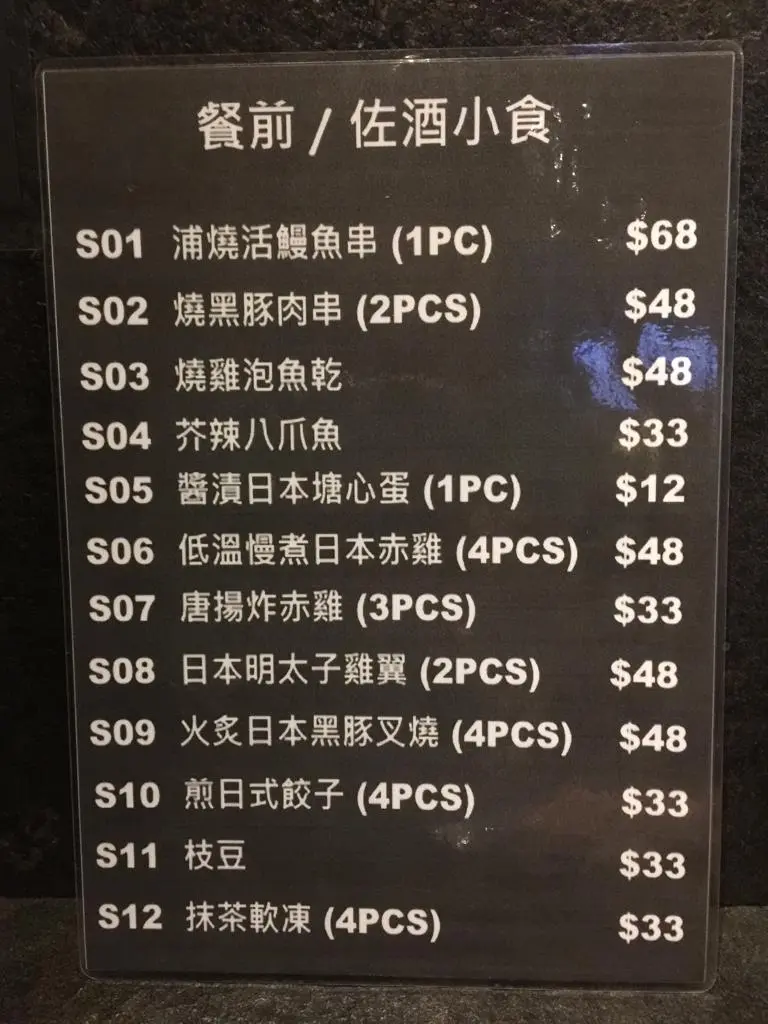 餐前 / 佐酒小食
S01 浦燒活鰻魚串 (1PC) $68
S02 燒黑豚肉串 (2PCS) $48
S03 燒雞泡魚乾 $48
S04 芥辣八爪魚 $33
S05 醬漬日本塘心蛋 (1PC) $12
S06 低溫慢煮日本赤雞 (4PCS) $48
S07 唐揚炸赤雞 (3PCS) $33
S08 日本明太子雞翼 (2PCS) $48
S09 火炙日本黑豚叉燒 (4PCS) $48
S10 煎日式餃子 (4PCS) $33
S11 枝豆 $33
S12 抹茶軟凍 (4PCS) $33